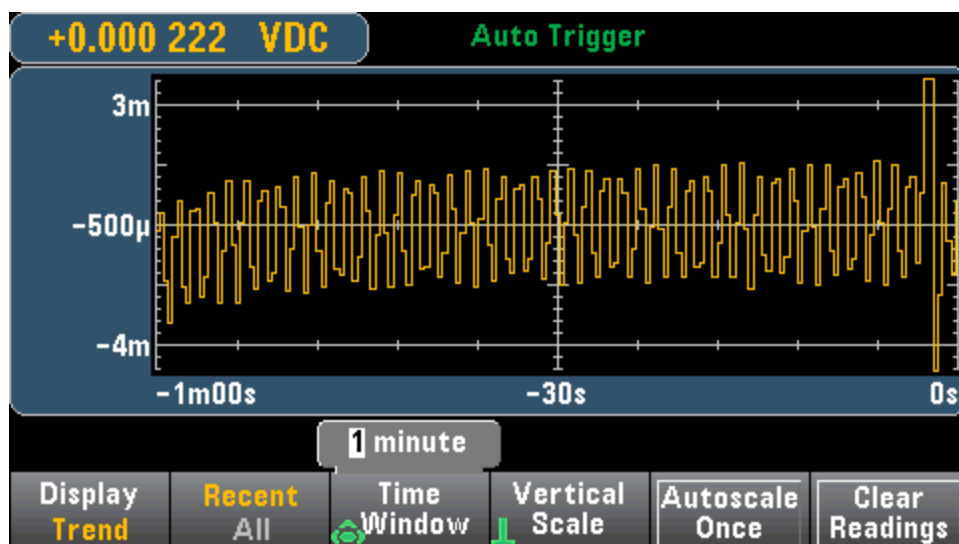 +0.000 222 VDC
Auto Trigger
3m
-500µ
-4m
-1m00s
-30s
0s
1 minute
Display
Trend
Recent
All
Time
Window
Vertical
Scale
Autoscale
Once
Clear
Readings